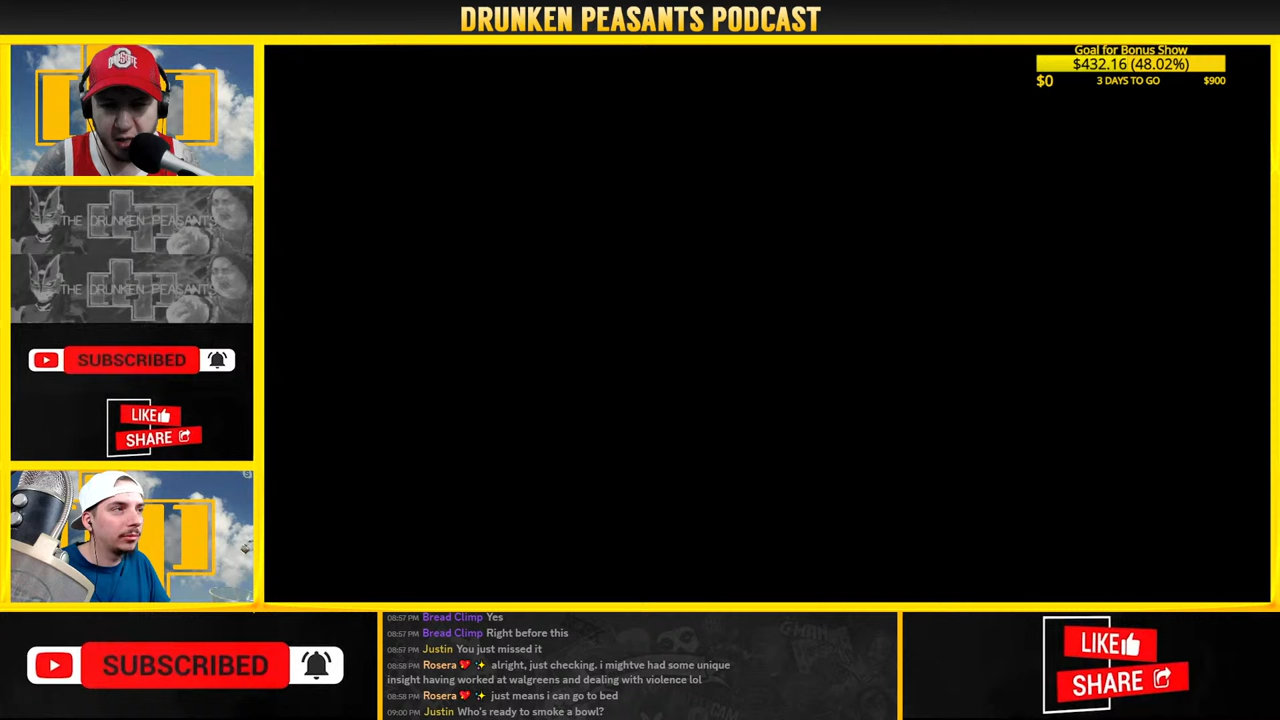 DRUNKEN PEASANTS PODCAST
Goal for Bonus Show
$432.16 (48.02%)
$0 3 DAYS TO GO $900
THE DRUNKEN PEASANTS
THE DRUNKEN PEASANTS
SUBSCRIBED
LIKE
SHARE
08:57 PM Bread Climp Yes
08:57 PM Bread Climp Right before this
08:57 PM Justin You just missed it
08:58 PM Rosera alright, just checking. i mightve had some unique
insight having worked at walgreens and dealing with violence lol
08:58 PM Rosera just means i can go to bed
09:00 PM Justin Who's ready to smoke a bowl?
SUBSCRIBED
LIKE
SHARE